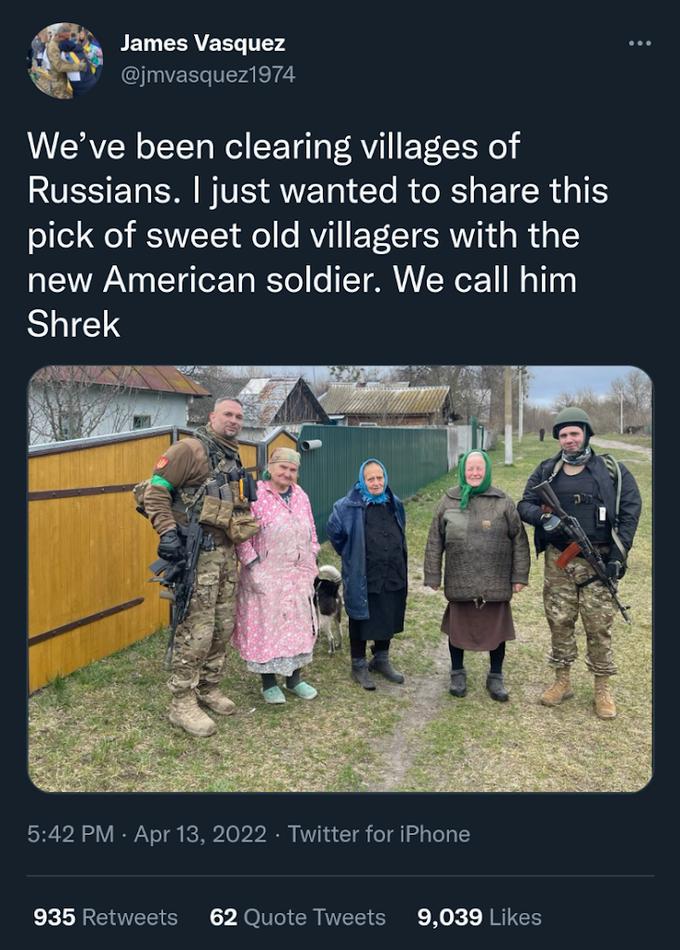 James Vasquez
@jmvasquez1974
We’ve been clearing villages of
Russians. I just wanted to share this
pick of sweet old villagers with the
new American soldier. We call him
Shrek
5:42 PM · Apr 13, 2022 · Twitter for iPhone
935 Retweets 62 Quote Tweets 9,039 Likes